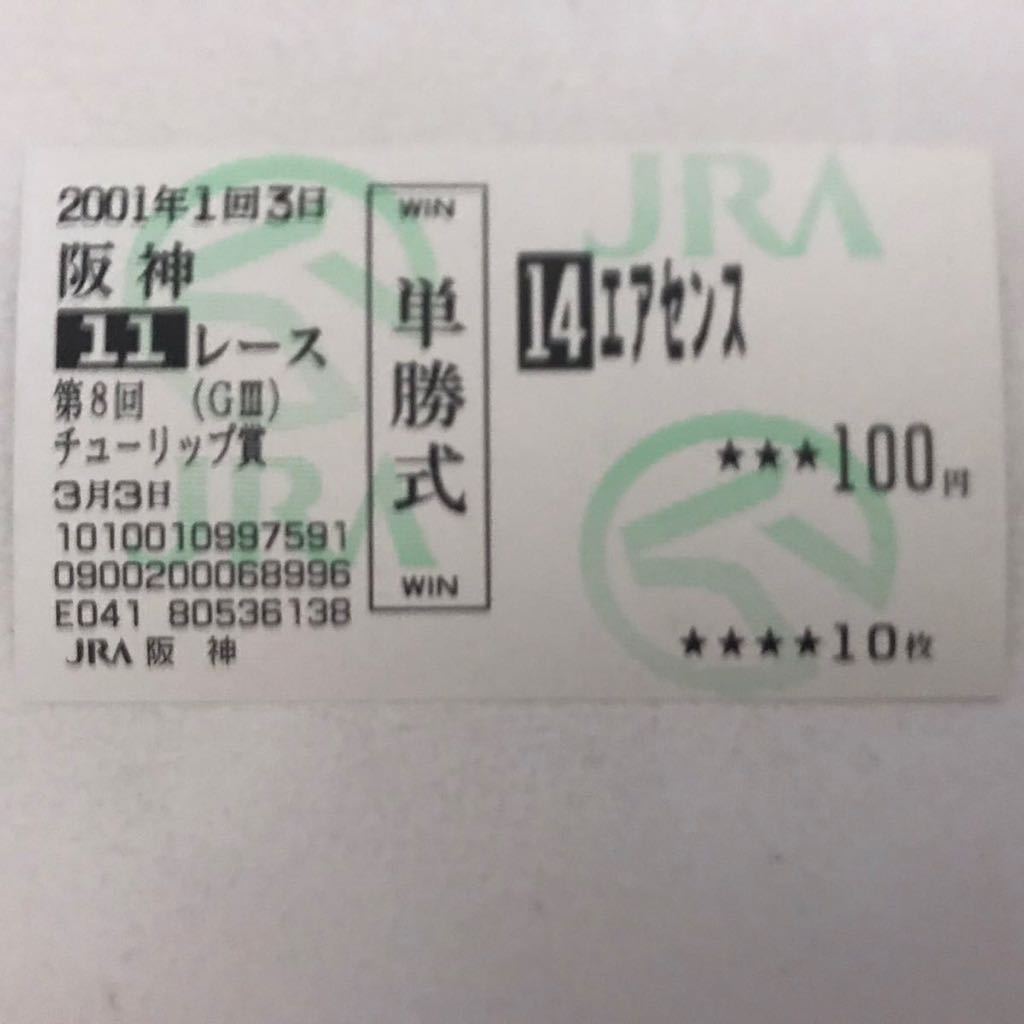 2001年1回3日
阪神
11レース
第8回 (GⅢ)
チューリップ賞
3月3日
1010010997591
0900200068996
E041 80536138
JRA 阪神
WIN
単勝式
WIN
JRA
14エアセンス
★★★100円
★★★★10枚
JRA